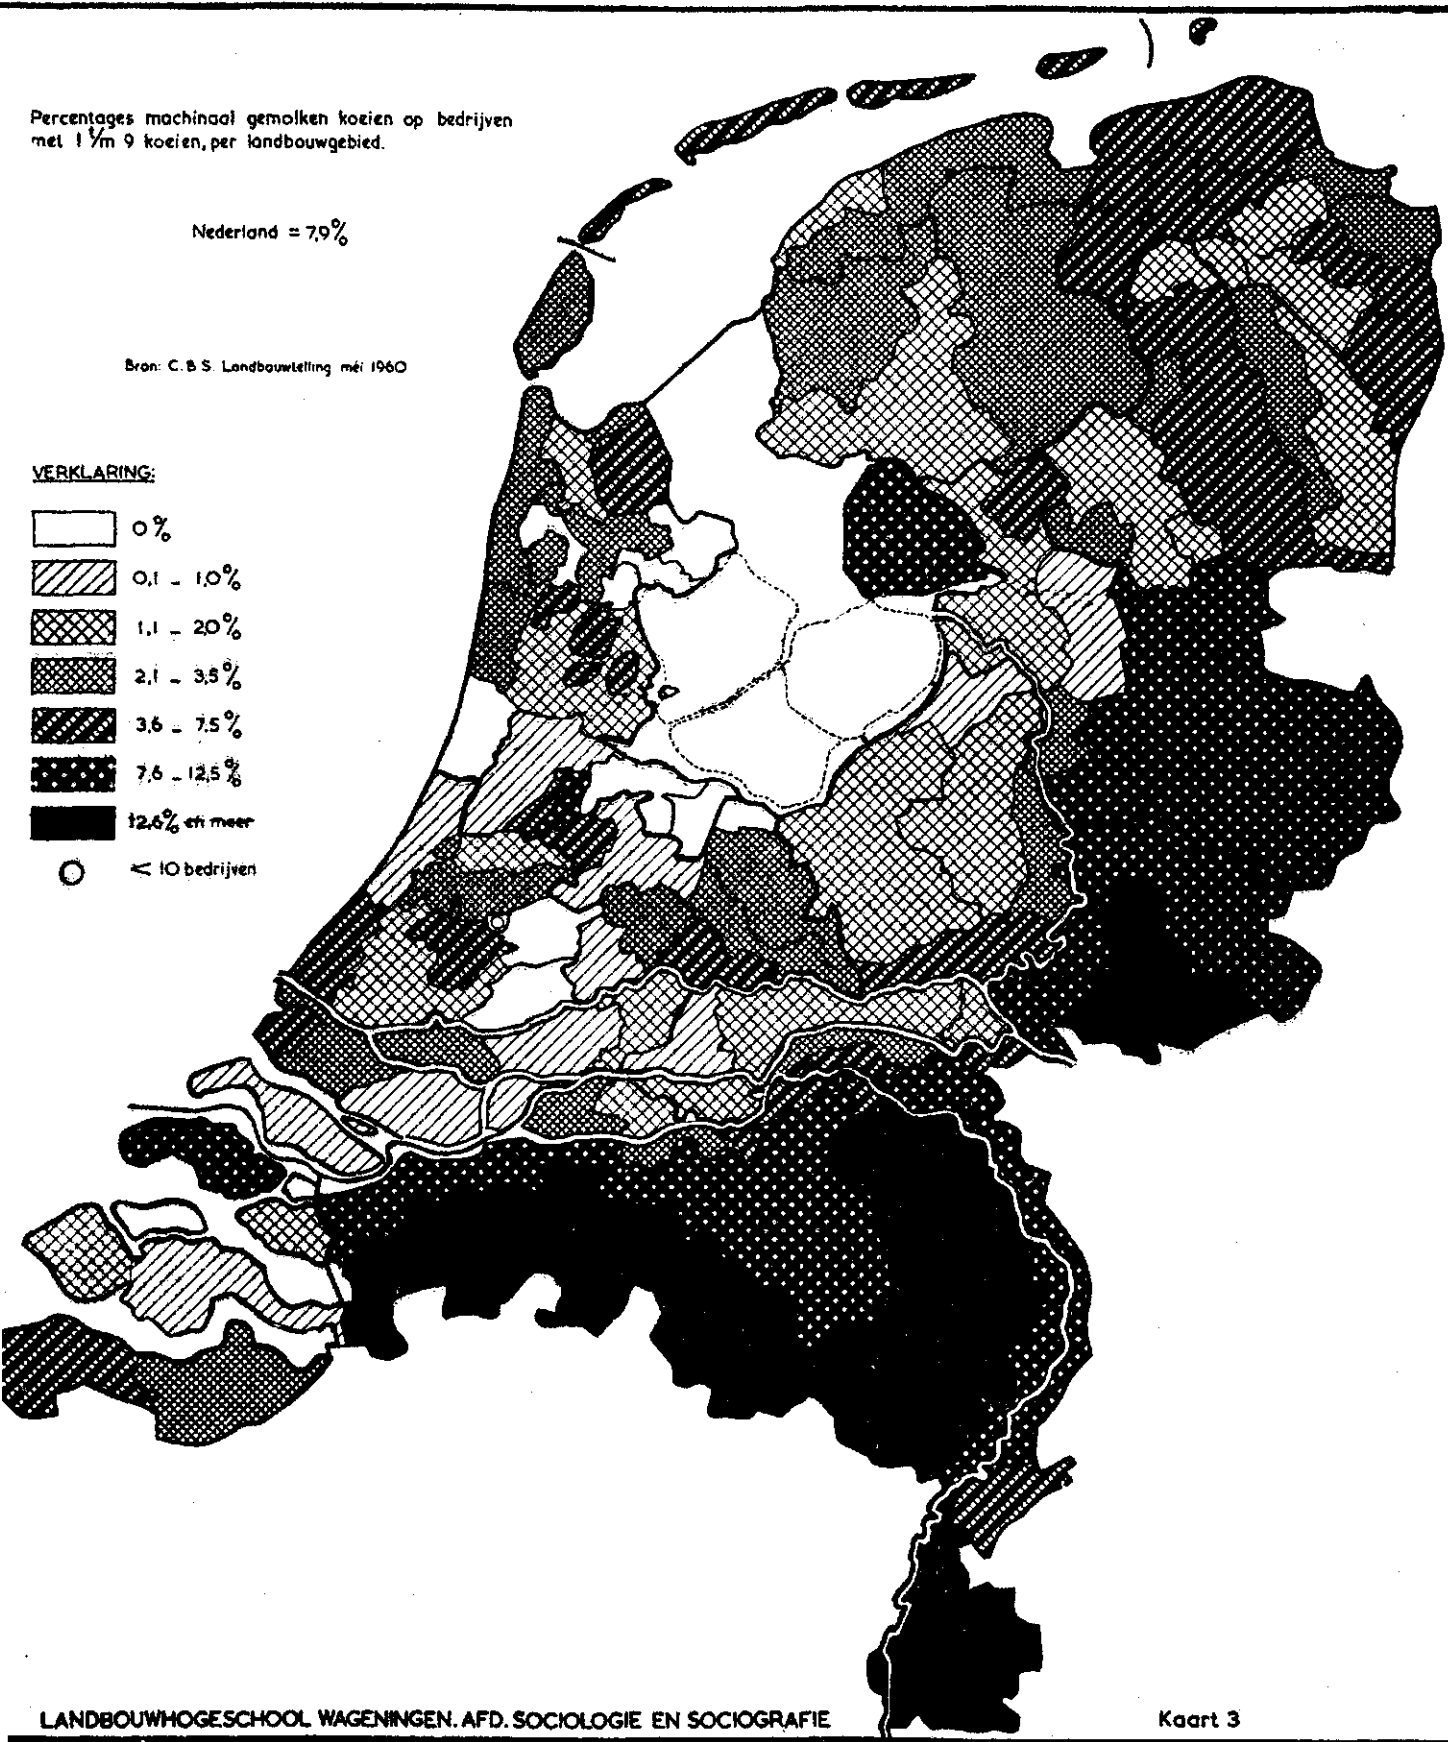 Percentages machinaal gemolken koeien op bedrijven
met 1 t/m 9 koeien, per landbouwgebied.
Nederland = 7,9%
Bron: C.B.S. Landbouwtelling mei 1960
VERKLARING:
0%
0,1 - 1,0%
1,1 - 2,0%
2,1 - 3,5%
3,6 - 7,5%
7,6 - 12,5%
12,6% en meer
< 10 bedrijven
LANDBOUWHOGESCHOOL WAGENINGEN. AFD. SOCIOLOGIE EN SOCIOGRAFIE
Kaart 3